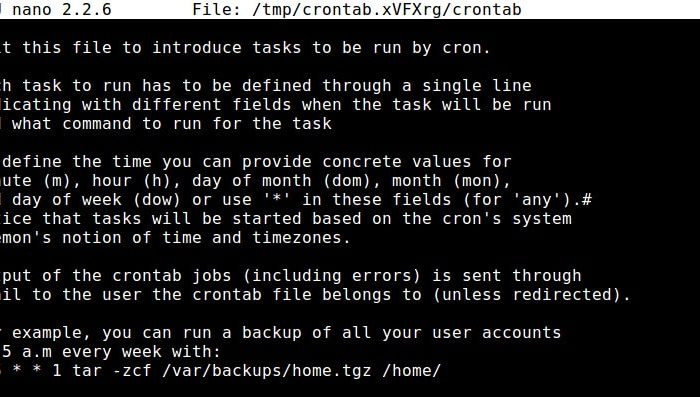 nano 2.2.6 File: /tmp/crontab.xVFXrg/crontab
this file to introduce tasks to be run by cron.
task to run has to be defined through a single line
with different fields when the task will be run
what command to run for the task
define the time you can provide concrete values for
(m), hour (h), day of month (dom), month (mon),
day of week (dow) or use '*' in these fields (for 'any').#
that tasks will be started based on the cron's system
notion of time and timezones.
of the crontab jobs (including errors) is sent through
to the user the crontab file belongs to (unless redirected).
example, you can run a backup of all your user accounts
5 a.m every week with:
* * 1 tar -zcf /var/backups/home.tgz /home/